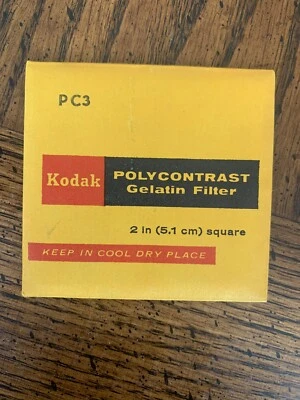 PC3
Kodak POLYCONTRAST
Gelatin Filter
2 in (5.1 cm) square
KEEP IN COOL DRY PLACE